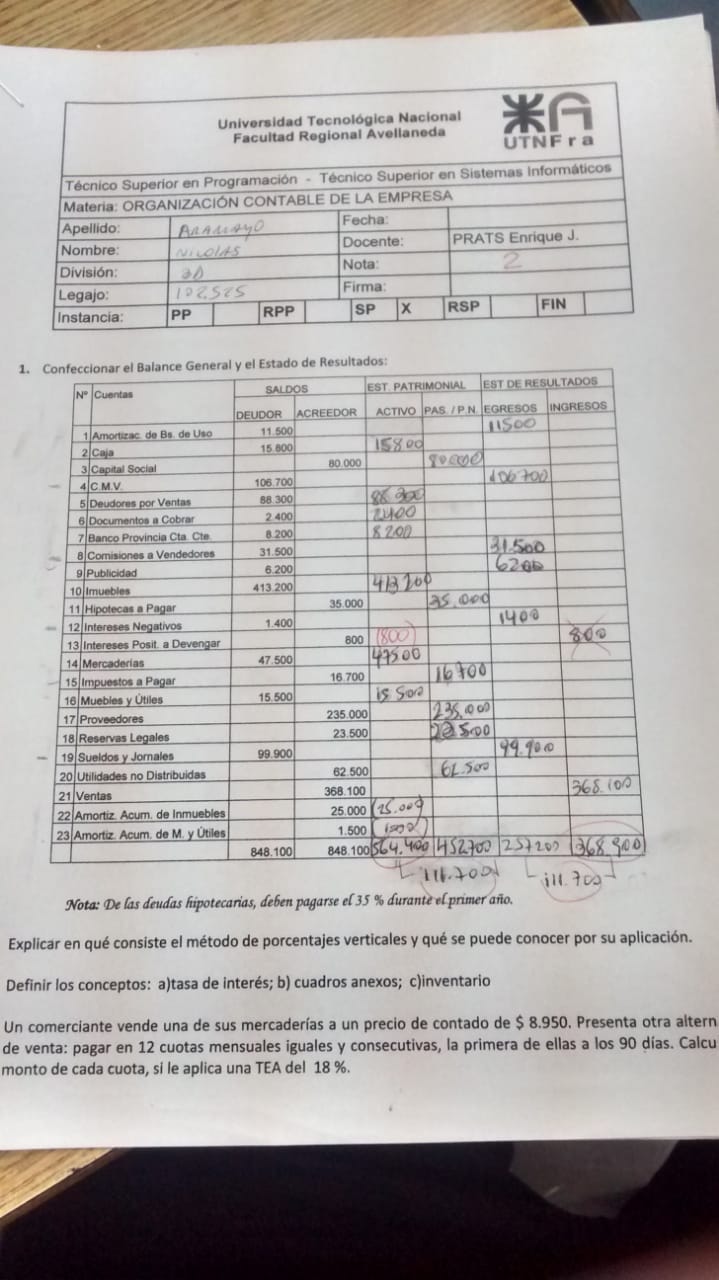 Universidad Tecnológica Nacional
Facultad Regional Avellaneda
UTNFra
Técnico Superior en Programación - Técnico Superior en Sistemas Informáticos
Materia: ORGANIZACIÓN CONTABLE DE LA EMPRESA
Apellido: ARAMAYO Fecha:
Nombre: NICOLAS Docente: PRATS Enrique J.
División: 3D Nota: 2
Legajo: 102.525 Firma:
Instancia: PP RPP SP X RSP FIN
1. Confeccionar el Balance General y el Estado de Resultados:
Nº Cuentas SALDOS EST. PATRIMONIAL EST DE RESULTADOS
DEUDOR ACREEDOR ACTIVO PAS. / P.N. EGRESOS INGRESOS
1 Amortizac. de Bs. de Uso 11.500 11500
2 Caja 15.800 15800
3 Capital Social 80.000 80000
4 C.M.V. 106.700 106700
5 Deudores por Ventas 88.300 88300
6 Documentos a Cobrar 2.400 2400
7 Banco Provincia Cta. Cte. 8.200 8200
8 Comisiones a Vendedores 31.500 31.500
9 Publicidad 6.200 6200
10 Imuebles 413.200 413200
11 Hipotecas a Pagar 35.000 35.000
12 Intereses Negativos 1.400 1400
13 Intereses Posit. a Devengar 800 (800) 800
14 Mercaderías 47.500 47500
15 Impuestos a Pagar 16.700 16700
16 Muebles y Útiles 15.500 15500
17 Proveedores 235.000 235.000
18 Reservas Legales 23.500
19 Sueldos y Jornales 99.900 99.900
20 Utilidades no Distribuidas 62.500 62.500
21 Ventas 368.100 368.100
22 Amortiz. Acum. de Inmuebles 25.000 (25.000)
23 Amortiz. Acum. de M. y Útiles 1.500 (1500)
848.100 848.100 564.400 452700 257200 368.900
111.700 111.700
Nota: De las deudas hipotecarias, deben pagarse el 35 % durante el primer año.
Explicar en qué consiste el método de porcentajes verticales y qué se puede conocer por su aplicación.
Definir los conceptos: a)tasa de interés; b) cuadros anexos; c)inventario
Un comerciante vende una de sus mercaderías a un precio de contado de $ 8.950. Presenta otra altern
de venta: pagar en 12 cuotas mensuales iguales y consecutivas, la primera de ellas a los 90 días. Calcu
monto de cada cuota, si le aplica una TEA del 18 %.